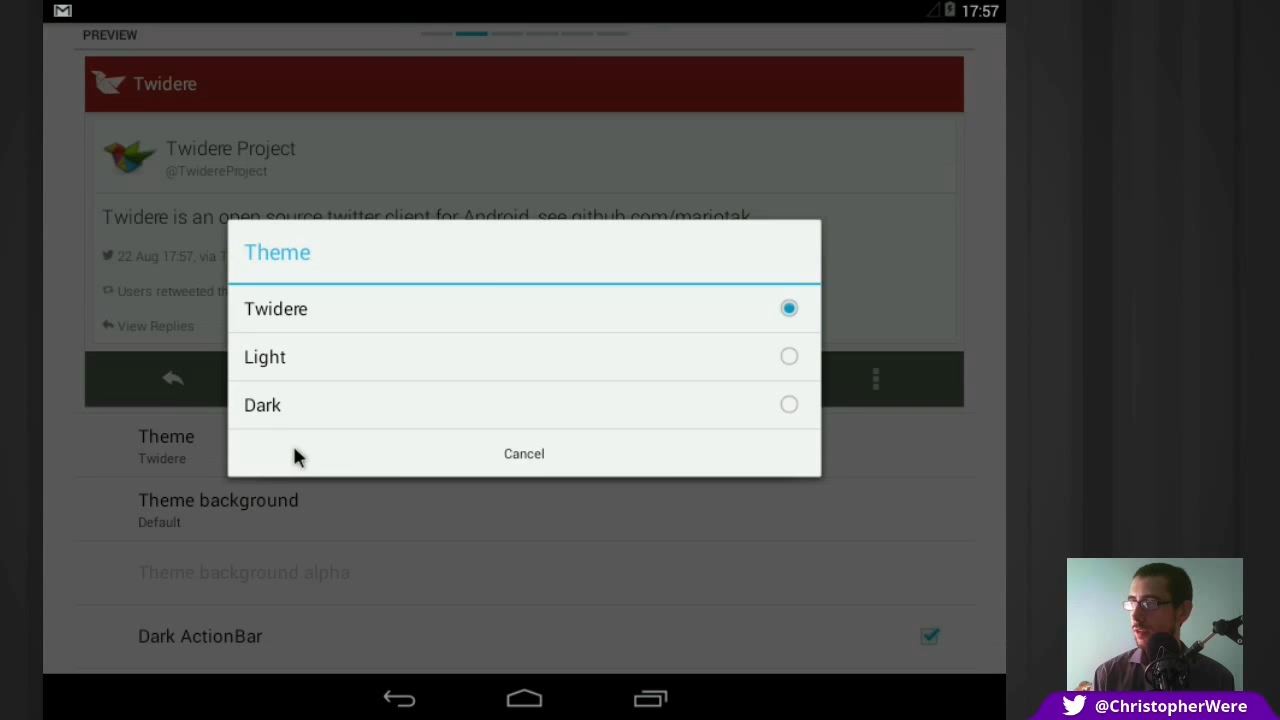 17:57
PREVIEW
Twidere
Twidere Project
@TwidereProject
Twidere is an open source twitter client for Android, see github.com/mariotak
22 Aug 17:57, via T
Users retweeted th
View Replies
Theme
Twidere
Light
Dark
Cancel
Theme
Twidere
Theme background
Default
Theme background alpha
Dark ActionBar
@ChristopherWere